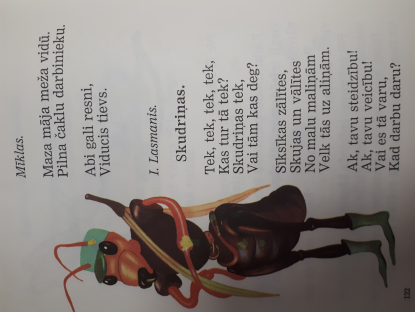 Mīklas.
Maza māja meža vidū.
Pilna čaklu darbinieku.
Abi gali resni,
Viducis tievs.
I. Lasmanis.
Skudriņas.
Tek, tek, tek, tek,
Kas tur tā tek?
Skudriņas tek,
Vai tām kas deg?
Sīksīkas zālītes,
Skujas un vālītes
No malu maliņām
Velk tās uz aliņām.
Ak, tavu steidzību!
Ak, tavu veicību!
Vai es tā varu,
Kad darbu daru?
122